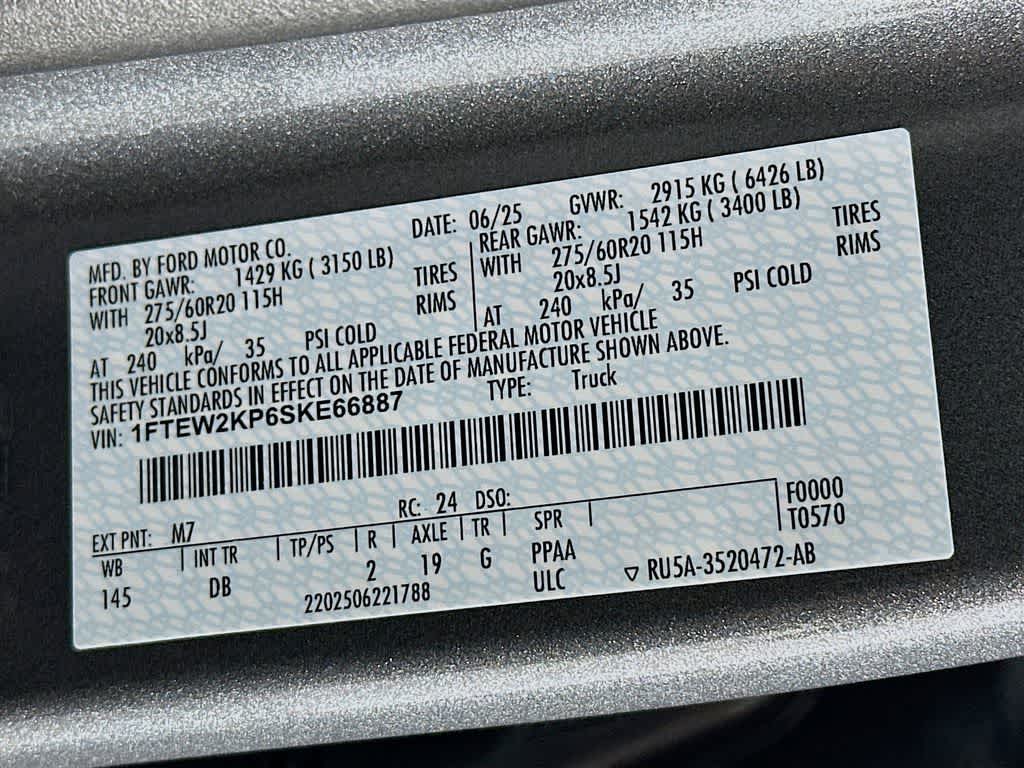 MFD. BY FORD MOTOR CO. DATE: 06/25 GVWR: 2915 KG ( 6426 LB)
FRONT GAWR: 1429 KG ( 3150 LB) REAR GAWR: 1542 KG ( 3400 LB)
WITH 275/60R20 115H TIRES WITH 275/60R20 115H TIRES
20x8.5J RIMS 20x8.5J RIMS
AT 240 kPa/ 35 PSI COLD AT 240 kPa/ 35 PSI COLD
THIS VEHICLE CONFORMS TO ALL APPLICABLE FEDERAL MOTOR VEHICLE
SAFETY STANDARDS IN EFFECT ON THE DATE OF MANUFACTURE SHOWN ABOVE.
VIN: 1FTEW2KP6SKE66887 TYPE: Truck
EXT PNT: M7 RC: 24 DSO: F0000
WB INT TR TP/PS R AXLE TR SPR T0570
145 DB 2 19 G PPAA
2202506221788 ULC ▽ RU5A-3520472-AB